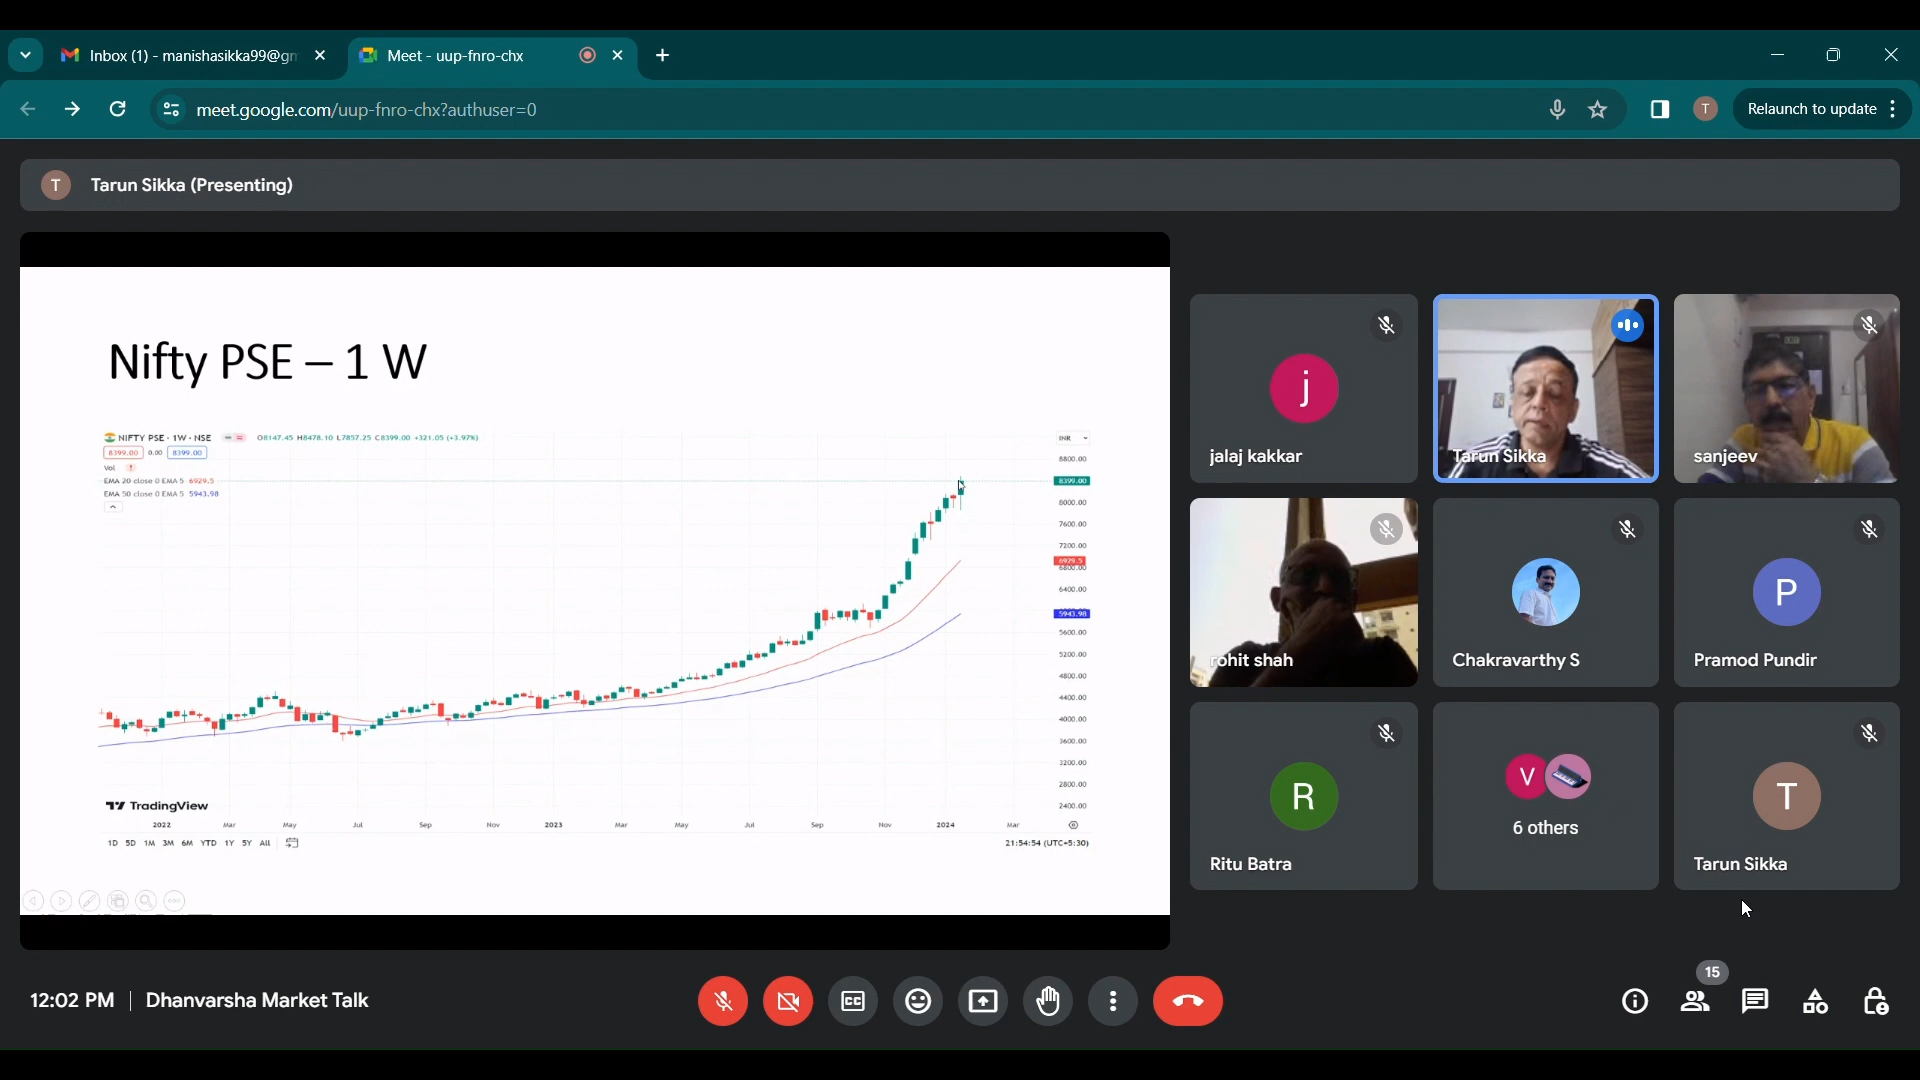 Inbox (1) - manishasikka99@gm
Meet - uup-fnro-chx
meet.google.com/uup-fnro-chx?authuser=0
T
Relaunch to update
T
Tarun Sikka (Presenting)
Nifty PSE – 1 W
NIFTY PSE · 1W · NSE
O8147.45 H8478.10 L7857.25 C8399.00 +321.05 (+3.97%)
INR
8399.00 0.00 8399.00
Vol
EMA 20 close 0 EMA 5 6929.5
EMA 50 close 0 EMA 5 5943.98
8800.00
8399.00
8000.00
7600.00
7200.00
6929.5
6800.00
6400.00
5943.98
5600.00
5200.00
4800.00
4400.00
4000.00
3600.00
3200.00
2800.00
2400.00
TradingView
2022 Mar May Jul Sep Nov 2023 Mar May Jul Sep Nov 2024 Mar
1D 5D 1M 3M 6M YTD 1Y 5Y All
21:54:54 (UTC+5:30)
j
jalaj kakkar
Tarun Sikka
sanjeev
rohit shah
Chakravarthy S
P
Pramod Pundir
R
Ritu Batra
V
6 others
T
Tarun Sikka
12:02 PM | Dhanvarsha Market Talk
CC
15